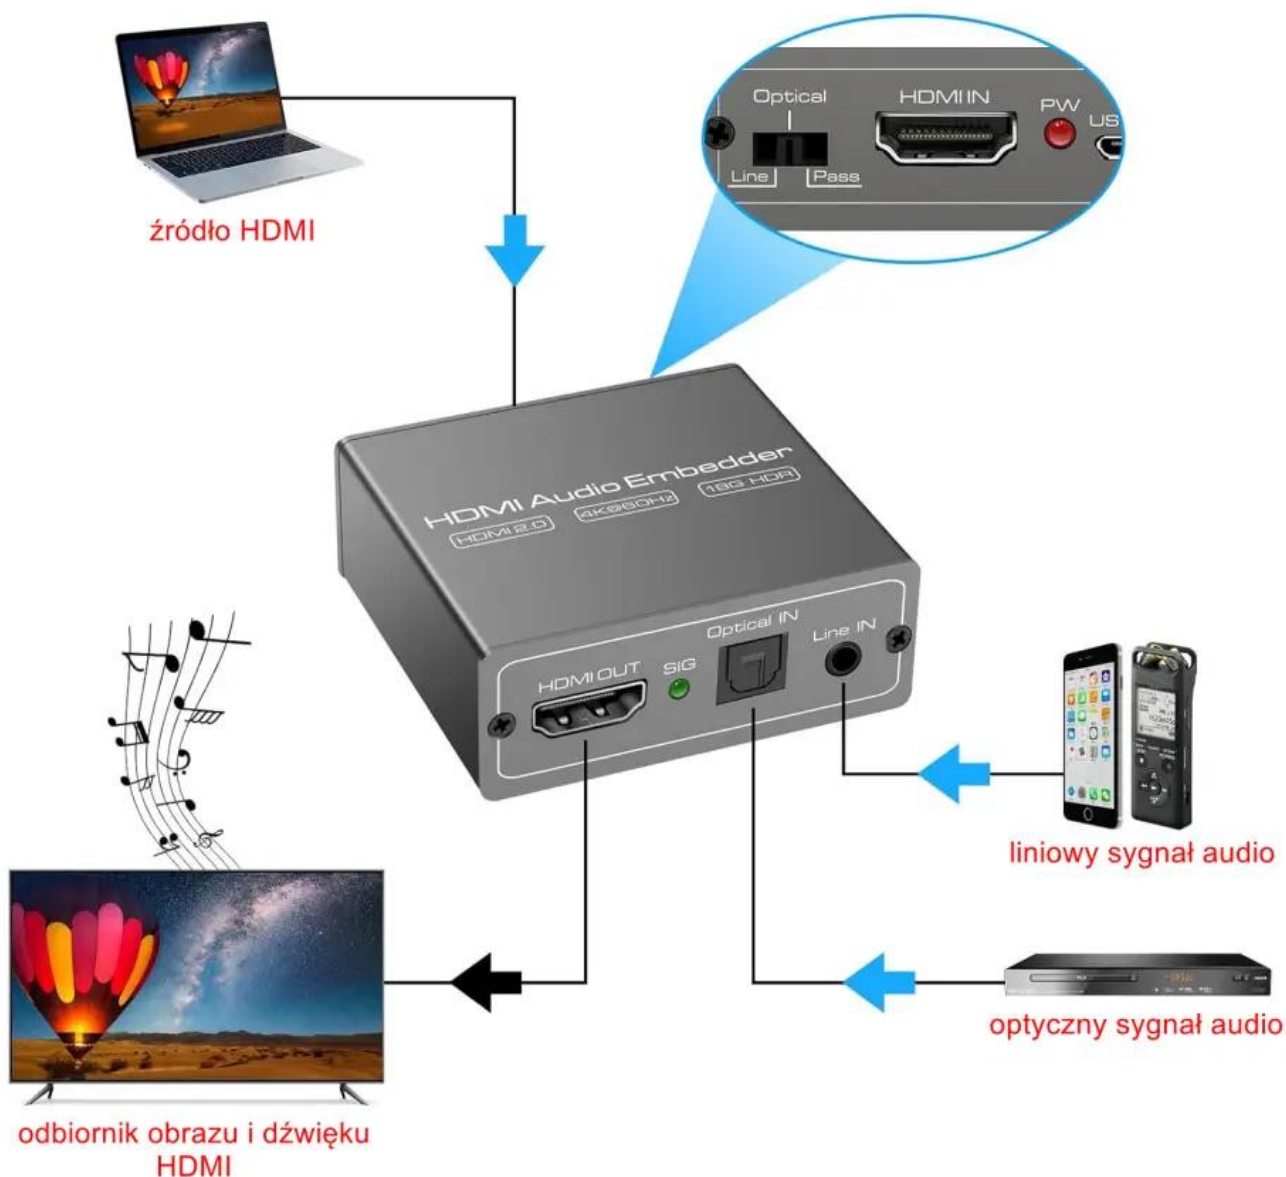 Optical
HDMI IN
PW
US
Line
Pass
źródło HDMI
HDMI Audio Embedder
HDMI 2.0
4K@60Hz
18G HDR
HDMI OUT
SIG
Optical IN
Line IN
liniowy sygnał audio
optyczny sygnał audio
odbiornik obrazu i dźwięku
HDMI